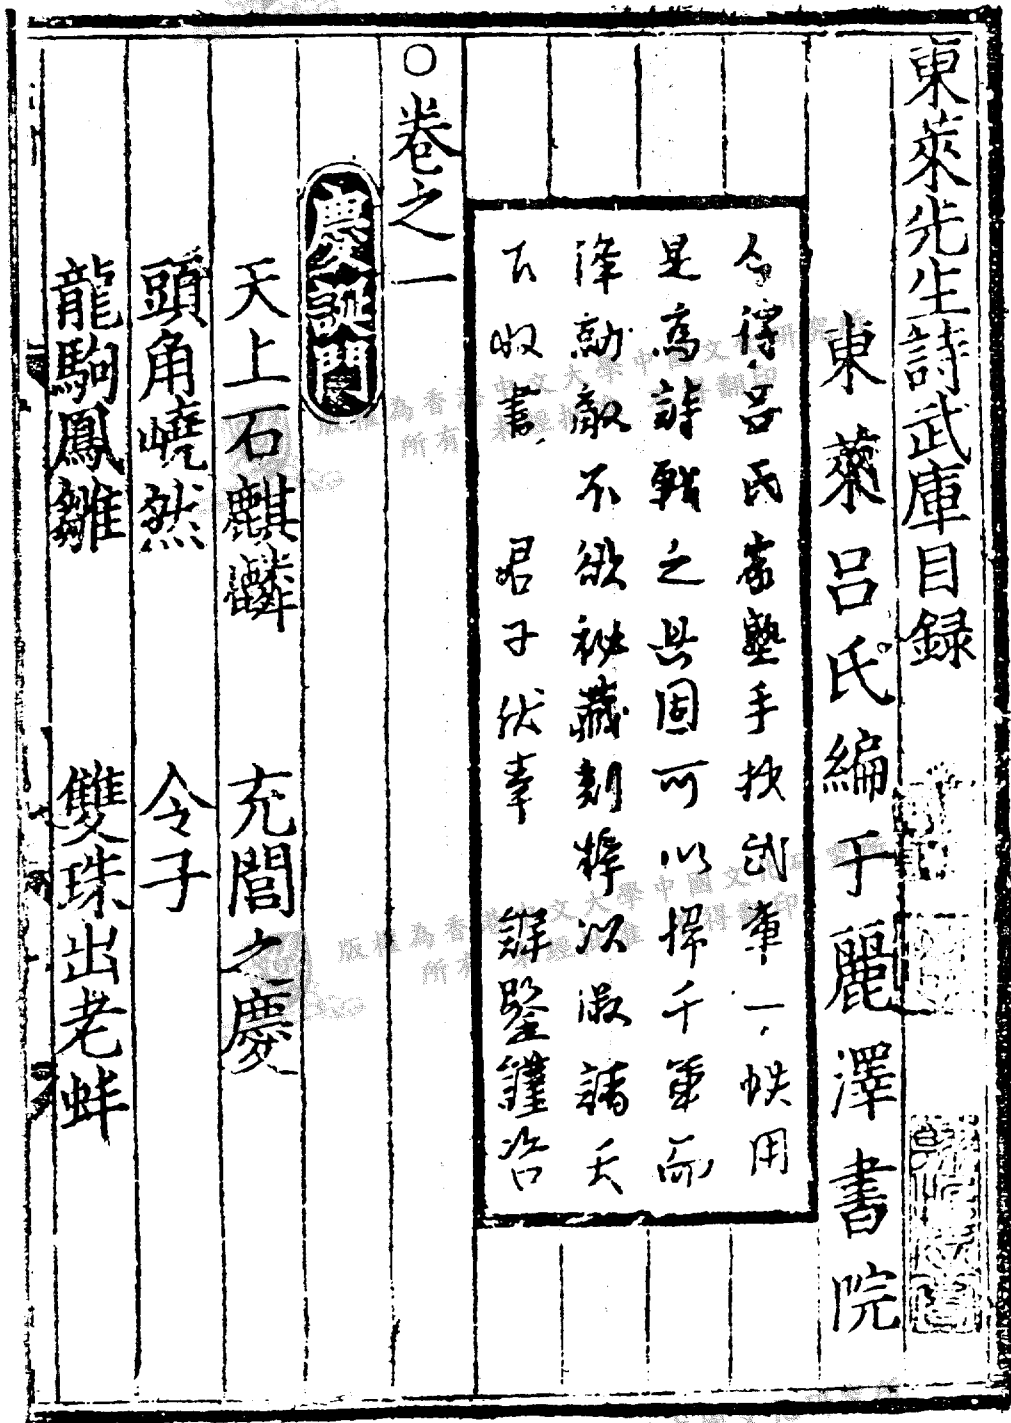 東萊先生詩武庫目録
東萊呂氏編于麗澤書院
今得呂氏家塾手抄武庫一帙用
是為詩戰之具固可以掃千軍而
降勍敵不欲秘藏刻梓以淑諸天
下收書君子伏幸詳鑒謹咨
○卷之一
慶誕門
天上石麒麟 充閭之慶
頭角嶢然 令子
龍駒鳳雛 雙珠出老蚌